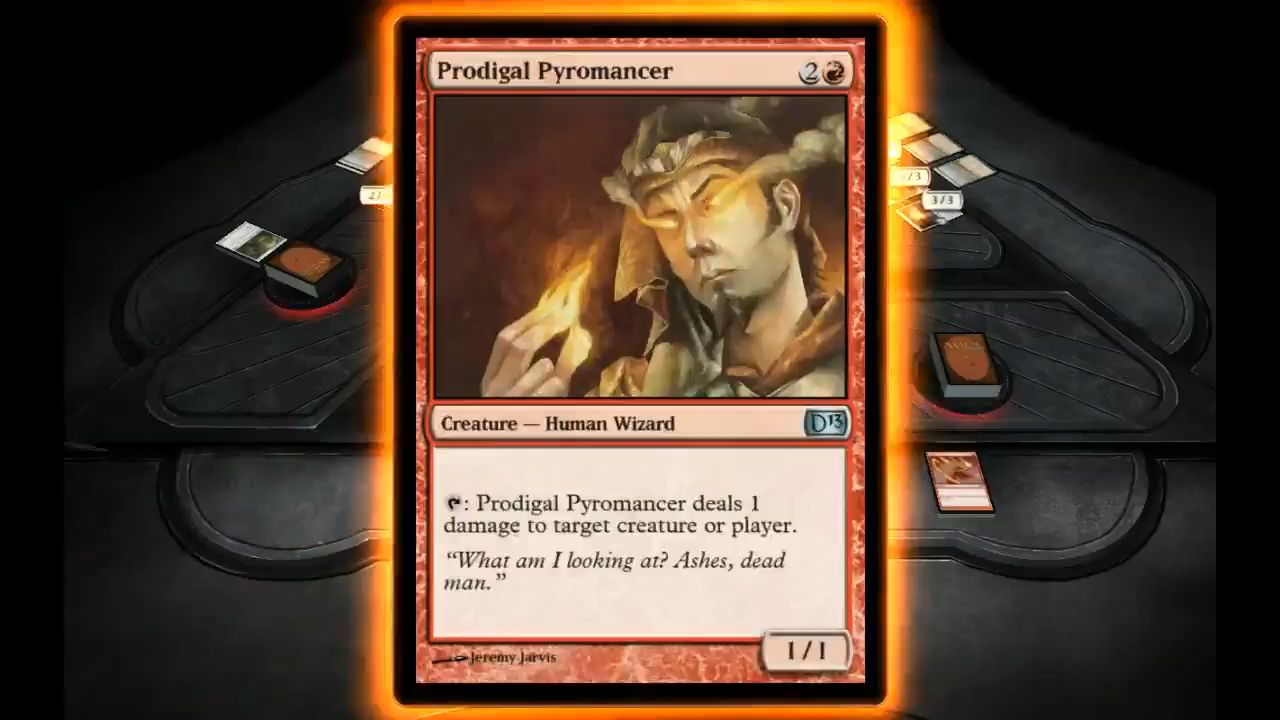 Prodigal Pyromancer 2
Creature — Human Wizard D13
: Prodigal Pyromancer deals 1
damage to target creature or player.
“What am I looking at? Ashes, dead
man.”
Jeremy Jarvis
1/1
3/3